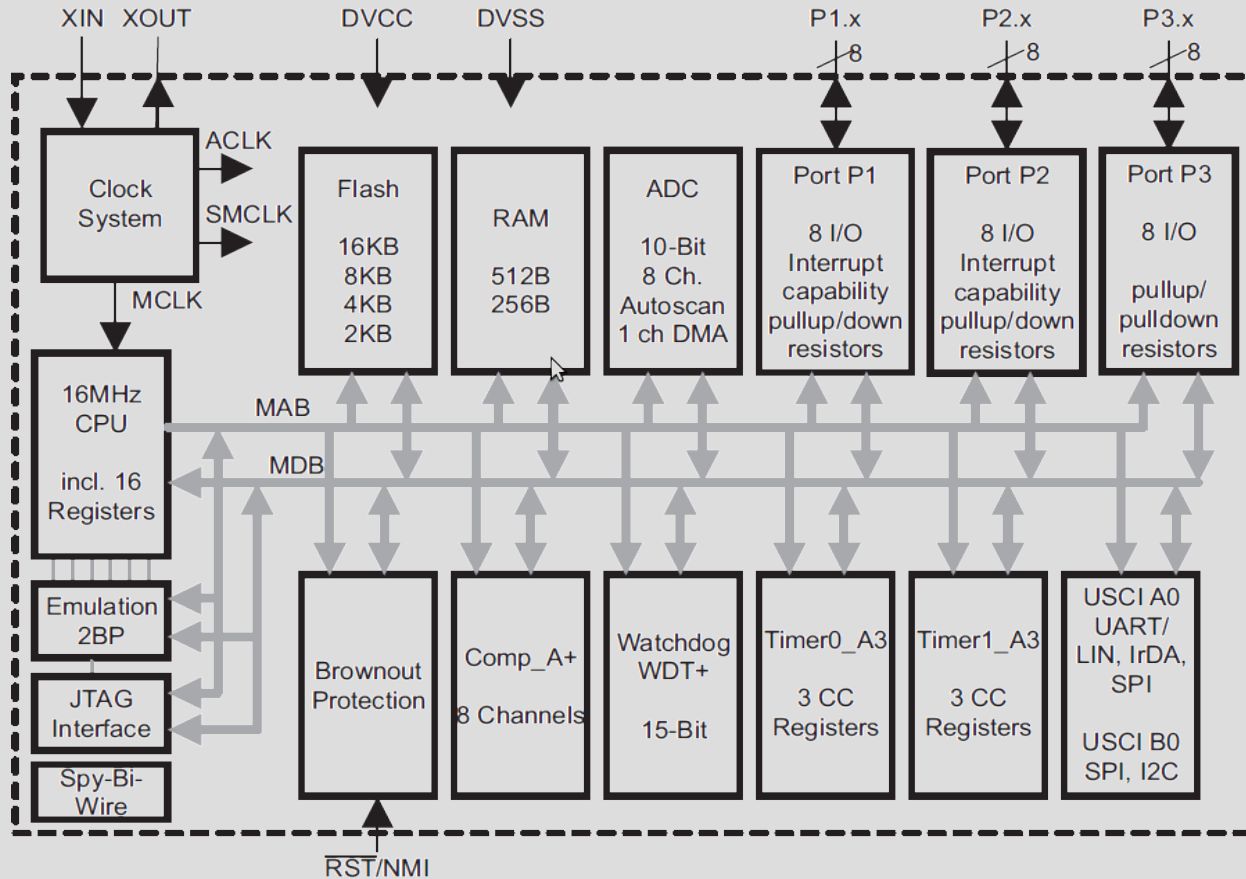 XIN XOUT DVCC DVSS P1.x P2.x P3.x
8 8 8
Clock
System
ACLK
SMCLK
MCLK
Flash
16KB
8KB
4KB
2KB
RAM
512B
256B
ADC
10-Bit
8 Ch.
Autoscan
1 ch DMA
Port P1
8 I/O
Interrupt
capability
pullup/down
resistors
Port P2
8 I/O
Interrupt
capability
pullup/down
resistors
Port P3
8 I/O
pullup/
pulldown
resistors
16MHz
CPU
incl. 16
Registers
MAB
MDB
Emulation
2BP
JTAG
Interface
Spy-Bi-
Wire
Brownout
Protection
Comp_A+
8 Channels
Watchdog
WDT+
15-Bit
Timer0_A3
3 CC
Registers
Timer1_A3
3 CC
Registers
USCI A0
UART/
LIN, IrDA,
SPI
USCI B0
SPI, I2C
RST/NMI